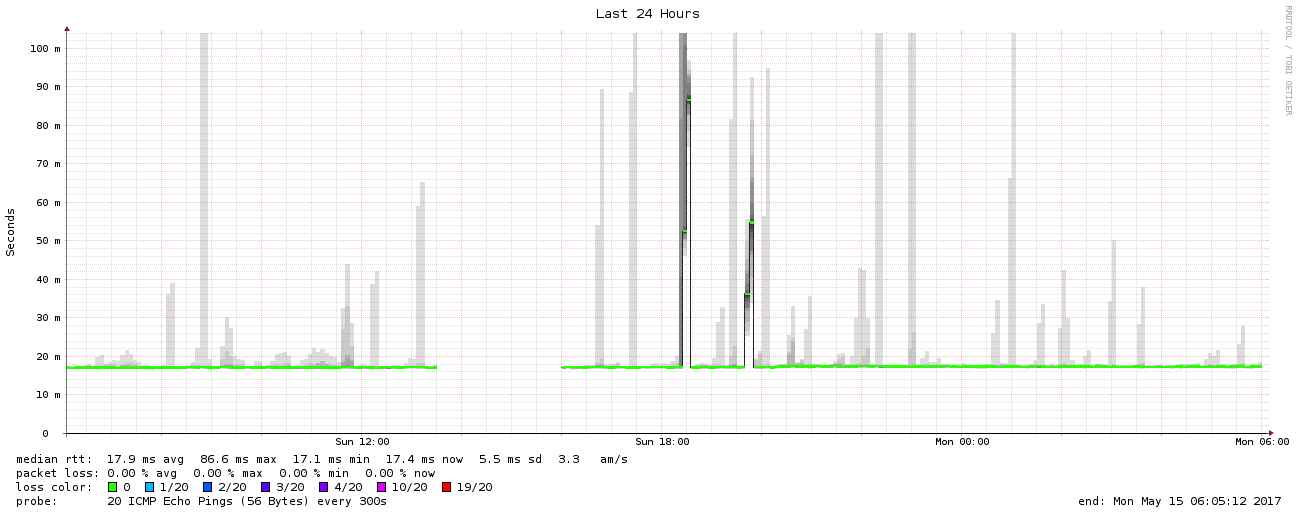 Last 24 Hours
RRDTOOL / TOBI OETIKER
Seconds
100 m
90 m
80 m
70 m
60 m
50 m
40 m
30 m
20 m
10 m
0
Sun 12:00 Sun 18:00 Mon 00:00 Mon 06:00
median rtt: 17.9 ms avg 86.6 ms max 17.1 ms min 17.4 ms now 5.5 ms sd 3.3 am/s
packet loss: 0.00 % avg 0.00 % max 0.00 % min 0.00 % now
loss color: 0 1/20 2/20 3/20 4/20 10/20 19/20
probe: 20 ICMP Echo Pings (56 Bytes) every 300s end: Mon May 15 06:05:12 2017